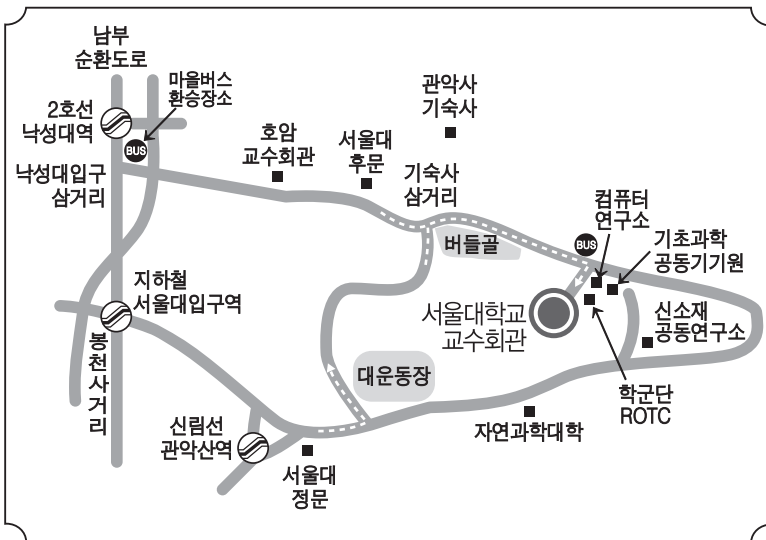 남부
순환도로
마을버스
환승장소
2호선
낙성대역
BUS
낙성대입구
삼거리
호암
교수회관
서울대
후문
관악사
기숙사
기숙사
삼거리
버들골
BUS
컴퓨터
연구소
기초과학
공동기기원
지하철
서울대입구역
서울대학교
교수회관
신소재
공동연구소
봉천사거리
대운동장
학군단
ROTC
신림선
관악산역
자연과학대학
서울대
정문